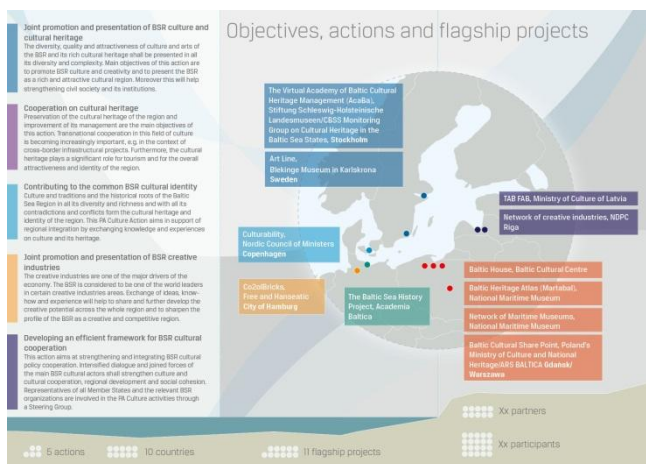 Joint promotion and presentation of BSR culture and
cultural heritage
The diversity, quality and attractiveness of culture and arts of
the BSR and its rich cultural heritage shall be presented in all
its diversity and complexity. Main objectives of this action are
to promote BSR culture and creativity and to present the BSR
as a rich and attractive cultural region. Moreover this will help
strengthening civil society and its institutions.
Cooperation on cultural heritage
Preservation of the cultural heritage of the region and
improvement of its management are the main objectives of
this action. Transnational cooperation in this field of culture
is becoming increasingly important, e.g. in the context of
cross-border infrastructural projects. Furthermore, the cultural
heritage plays a significant role for tourism and for the overall
attractiveness and identity of the region.
Contributing to the common BSR cultural identity
Culture and traditions and the historical roots of the Baltic
Sea Region in all its diversity and richness and with all its
contradictions and conflicts form the cultural heritage and
identity of the region. This PA Culture Action aims in support of
regional integration by exchanging knowledge and experiences
on culture and its heritage.
Joint promotion and presentation of BSR creative
industries
The creative industries are one of the major drivers of the
economy. The BSR is considered to be one of the world leaders
in certain creative industries areas. Exchange of ideas, know-
how and experience will help to share and further develop the
creative potential across the whole region and to sharpen the
profile of the BSR as a creative and competitive region.
Developing an efficient framework for BSR cultural
cooperation
This action aims at strengthening and integrating BSR cultural
policy cooperation. Intensified dialogue and joined forces of
the main BSR cultural actors shall strengthen culture and
cultural cooperation, regional development and social cohesion.
Representatives of all Member States and the relevant BSR
organizations are involved in the PA Culture activities through
a Steering Group.
Objectives, actions and flagship projects
The Virtual Academy of Baltic Cultural
Heritage Management (AcaBa),
Stiftung Schleswig-Holsteinische
Landesmuseen/CBSS Monitoring
Group on Cultural Heritage in the
Baltic Sea States, Stockholm
Art Line,
Blekinge Museum in Karlskrona
Sweden
TAB FAB, Ministry of Culture of Latvia
Network of creative industries, NDPC
Riga
Culturability,
Nordic Council of Ministers
Copenhagen
Co2olBricks,
Free and Hanseatic
City of Hamburg
The Baltic Sea History
Project, Academia
Baltica
Baltic House, Baltic Cultural Centre
Baltic Heritage Atlas (Martabal),
National Maritime Museum
Network of Maritime Museums,
National Maritime Museum
Baltic Cultural Share Point, Poland's
Ministry of Culture and National
Heritage/ARS BALTICA Gdańsk/
Warszawa
Xx partners
Xx participants
5 actions
10 countries
11 flagship projects